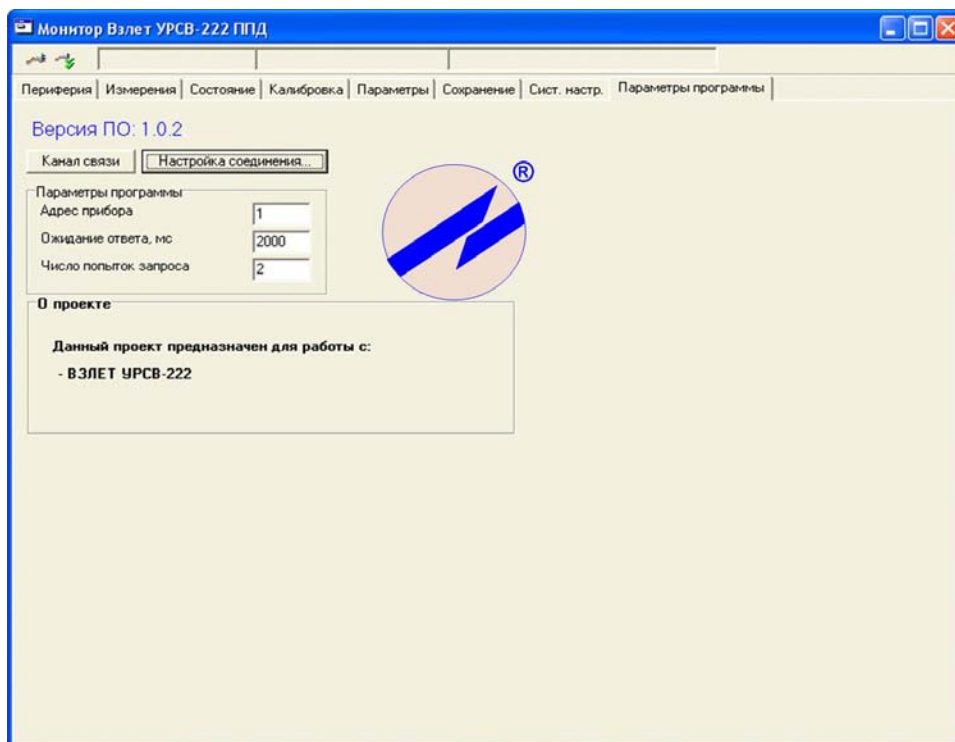 Монитор Взлет УРСВ-222 ППД
Периферия Измерения Состояние Калибровка Параметры Сохранение Сист. настр. Параметры программы
Версия ПО: 1.0.2
Канал связи Настройка соединения...
®
Параметры программы
Адрес прибора 1
Ожидание ответа, мс 2000
Число попыток запроса 2
О проекте
Данный проект предназначен для работы с:
- ВЗЛЕТ УРСВ-222